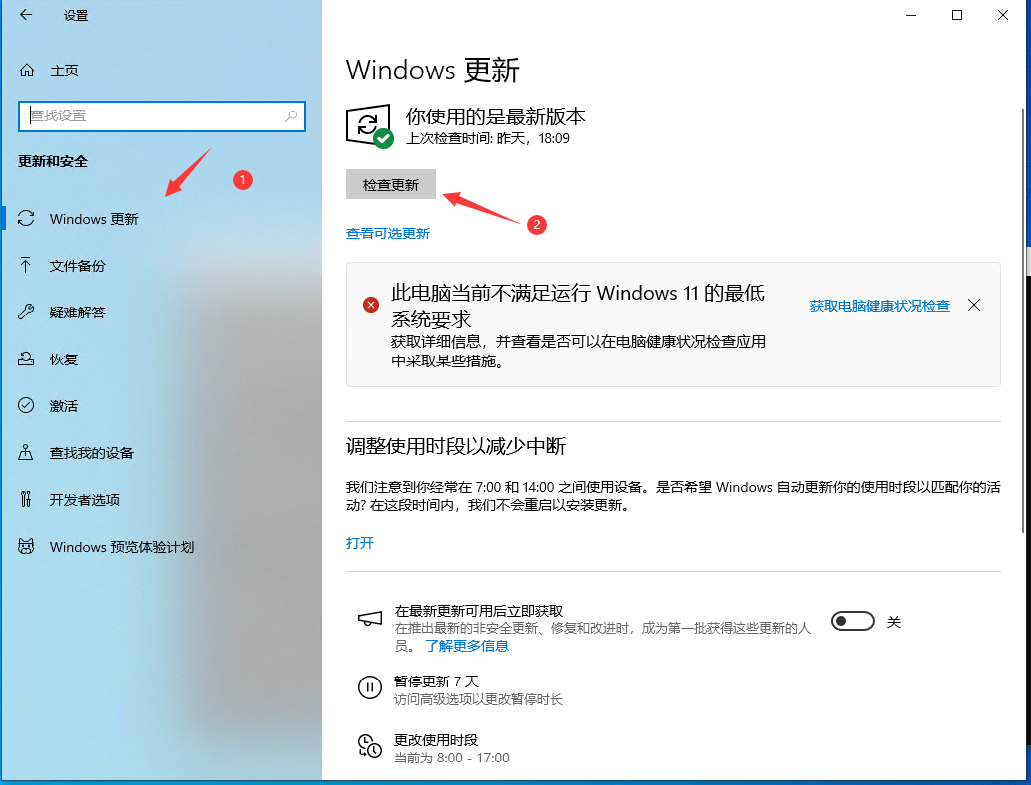 设置
主页
查找设置
更新和安全
1
Windows 更新
文件备份
疑难解答
恢复
激活
查找我的设备
开发者选项
Windows 预览体验计划
Windows 更新
你使用的是最新版本
上次检查时间: 昨天，18:09
检查更新
2
查看可选更新
此电脑当前不满足运行 Windows 11 的最低
系统要求
获取详细信息，并查看是否可以在电脑健康状况检查应用
中采取某些措施。
获取电脑健康状况检查
调整使用时段以减少中断
我们注意到你经常在 7:00 和 14:00 之间使用设备。是否希望 Windows 自动更新你的使用时段以匹配你的活
动? 在这段时间内，我们不会重启以安装更新。
打开
在最新更新可用后立即获取
在推出最新的非安全更新、修复和改进时，成为第一批获得这些更新的人
员。 了解更多信息
关
暂停更新 7 天
访问高级选项以更改暂停时长
更改使用时段
当前为 8:00 - 17:00